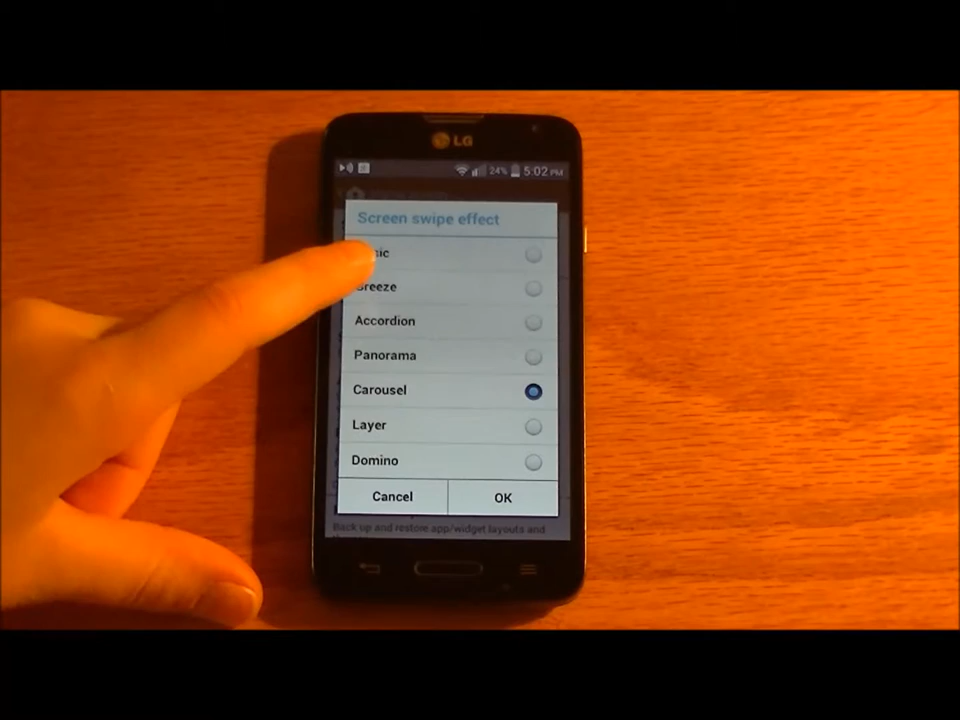 LG
24% 5:02 PM
Screen swipe effect
Breeze
Accordion
Panorama
Carousel
Layer
Domino
Cancel OK
Back up and restore app/widget layouts and